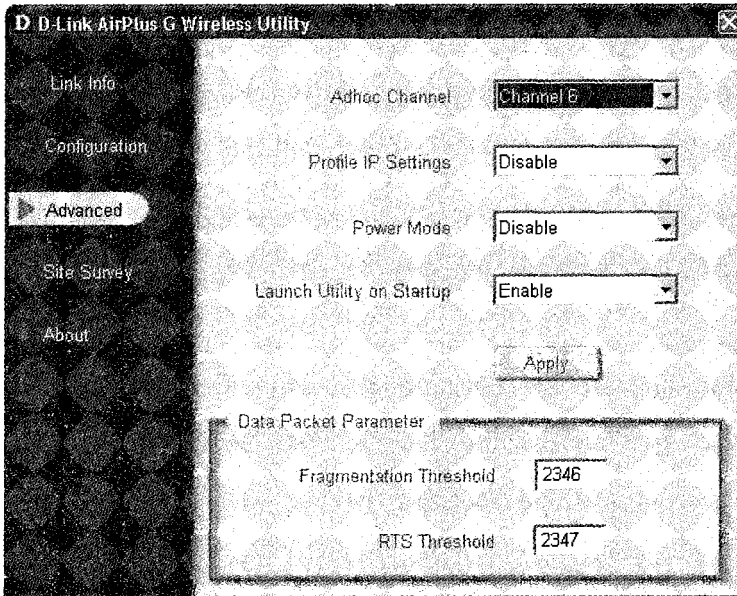 D D-Link AirPlus G Wireless Utility
Link Info
Configuration
Advanced
Site Survey
About
Adhoc Channel Channel 6
Profile IP Settings Disable
Power Mode Disable
Launch Utility on Startup Enable
Apply
Data Packet Parameter
Fragmentation Threshold 2346
RTS Threshold 2347